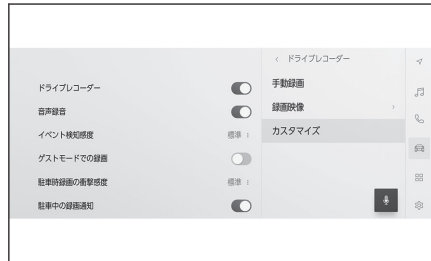 ドライブレコーダー
音声録音
イベント検知感度
標準
ゲストモードでの録画
駐車時録画の衝撃感度
標準
駐車中の録画通知
< ドライブレコーダー
手動録画
録画映像 >
カスタマイズ